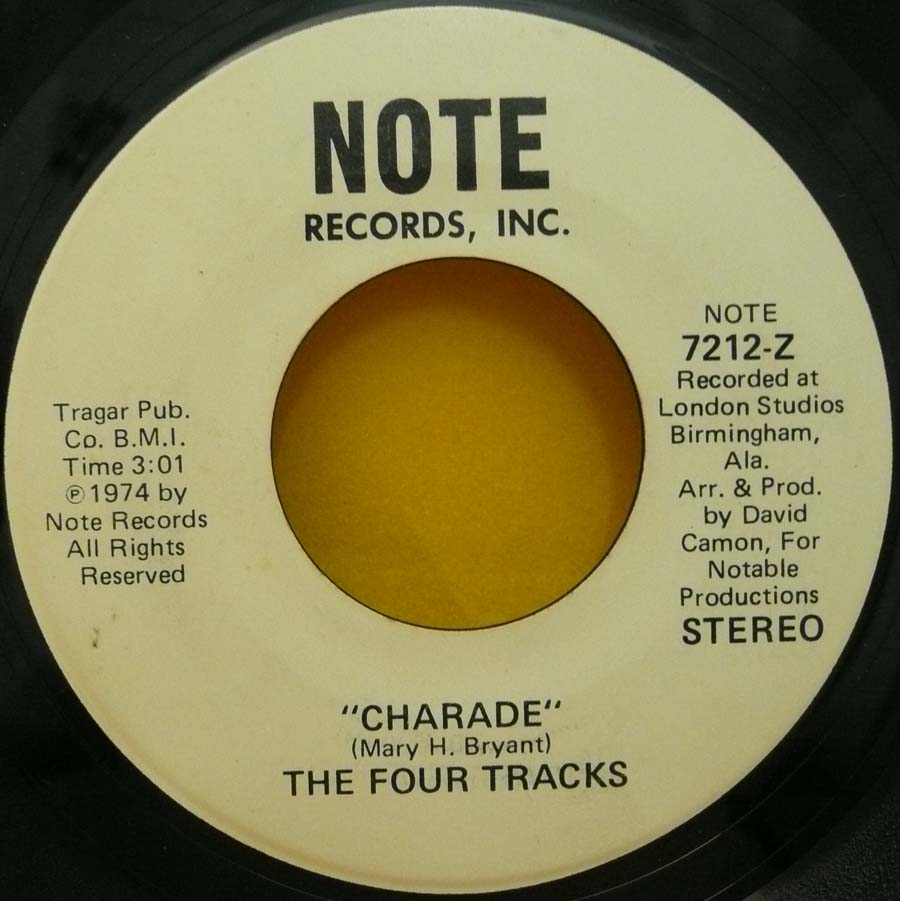 NOTE
RECORDS, INC.
Tragar Pub.
Co. B.M.I.
Time 3:01
℗1974 by
Note Records
All Rights
Reserved
NOTE
7212-Z
Recorded at
London Studios
Birmingham,
Ala.
Arr. & Prod.
by David
Camon, For
Notable
Productions
STEREO
"CHARADE"
(Mary H. Bryant)
THE FOUR TRACKS